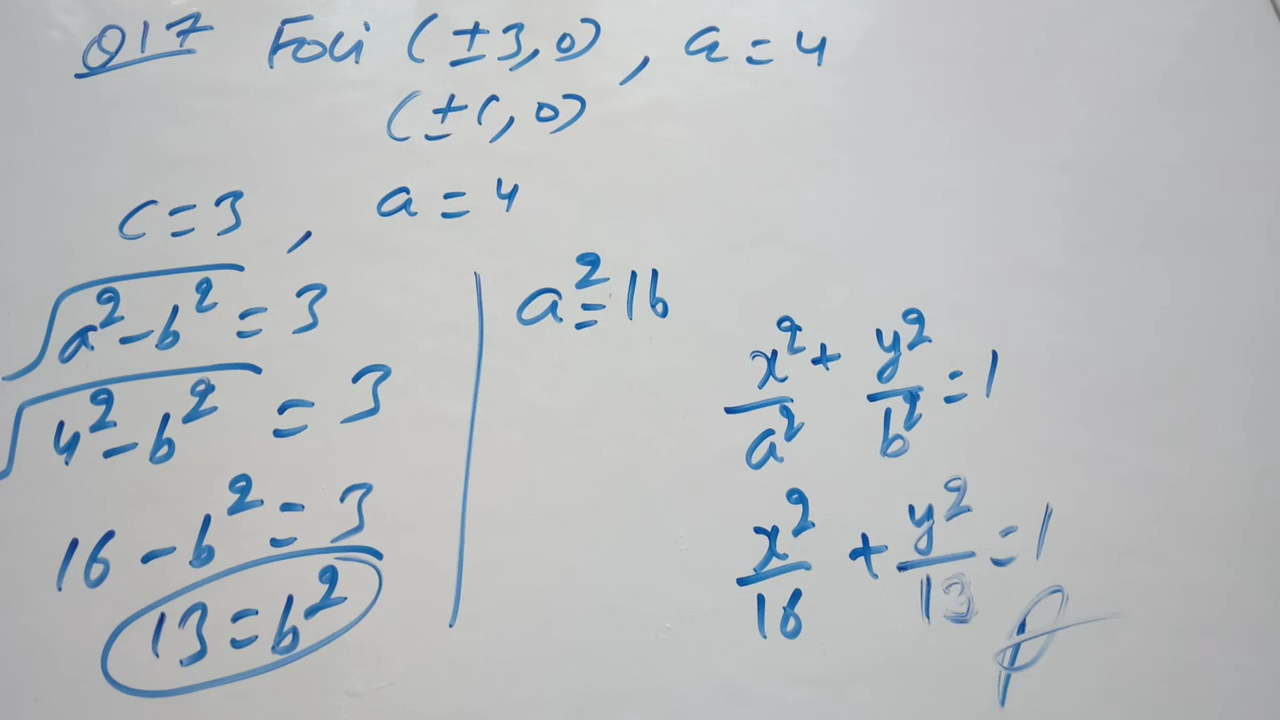 Q17 Foci (±3,0), a=4
(±c,0)
c=3, a=4
√(a²-b²) = 3
√(4²-b²) = 3
16-b² = 3
13=b²
a²=16
x²/a² + y²/b² = 1
x²/16 + y²/13 = 1